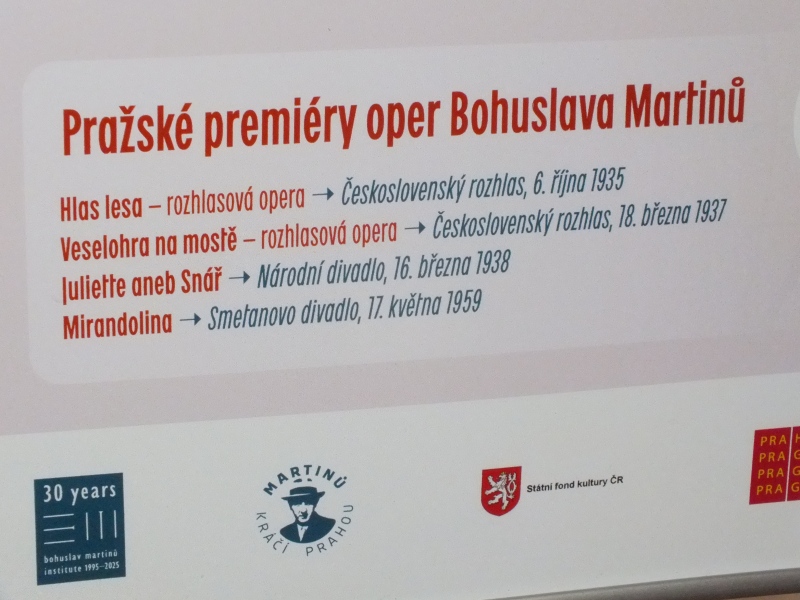 Pražské premiéry oper Bohuslava Martinů
Hlas lesa – rozhlasová opera → Československý rozhlas, 6. října 1935
Veselohra na mostě – rozhlasová opera → Československý rozhlas, 18. března 1937
Juliette aneb Snář → Národní divadlo, 16. března 1938
Mirandolina → Smetanovo divadlo, 17. května 1959
30 years
bohuslav martinů
institute 1995–2025
MARTINŮ
KRÁČÍ PRAHOU
Státní fond kultury ČR
PRA H
PRA G
PRA G
PRA G